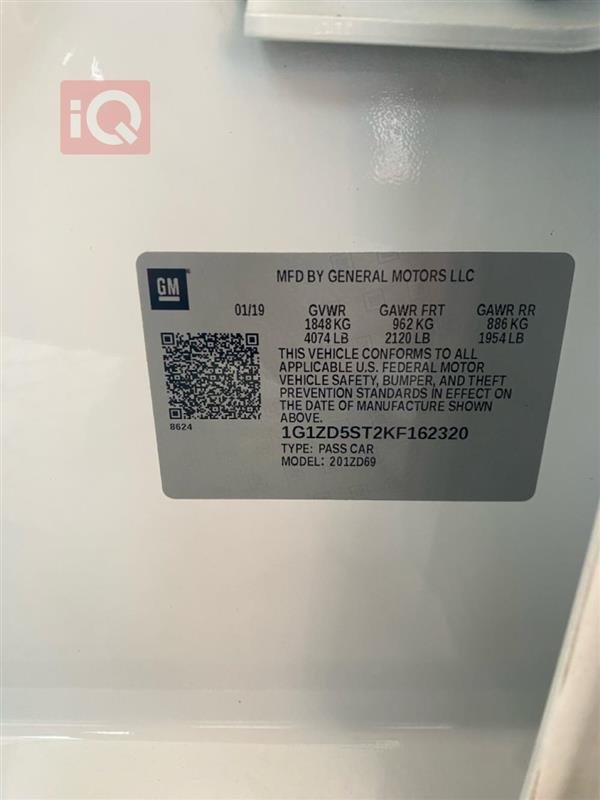 iQ
GM
MFD BY GENERAL MOTORS LLC
01/19 GVWR GAWR FRT GAWR RR
1848 KG 962 KG 886 KG
4074 LB 2120 LB 1954 LB
THIS VEHICLE CONFORMS TO ALL
APPLICABLE U.S. FEDERAL MOTOR
VEHICLE SAFETY, BUMPER, AND THEFT
PREVENTION STANDARDS IN EFFECT ON
THE DATE OF MANUFACTURE SHOWN
ABOVE.
8624
1G1ZD5ST2KF162320
TYPE: PASS CAR
MODEL: 201ZD69